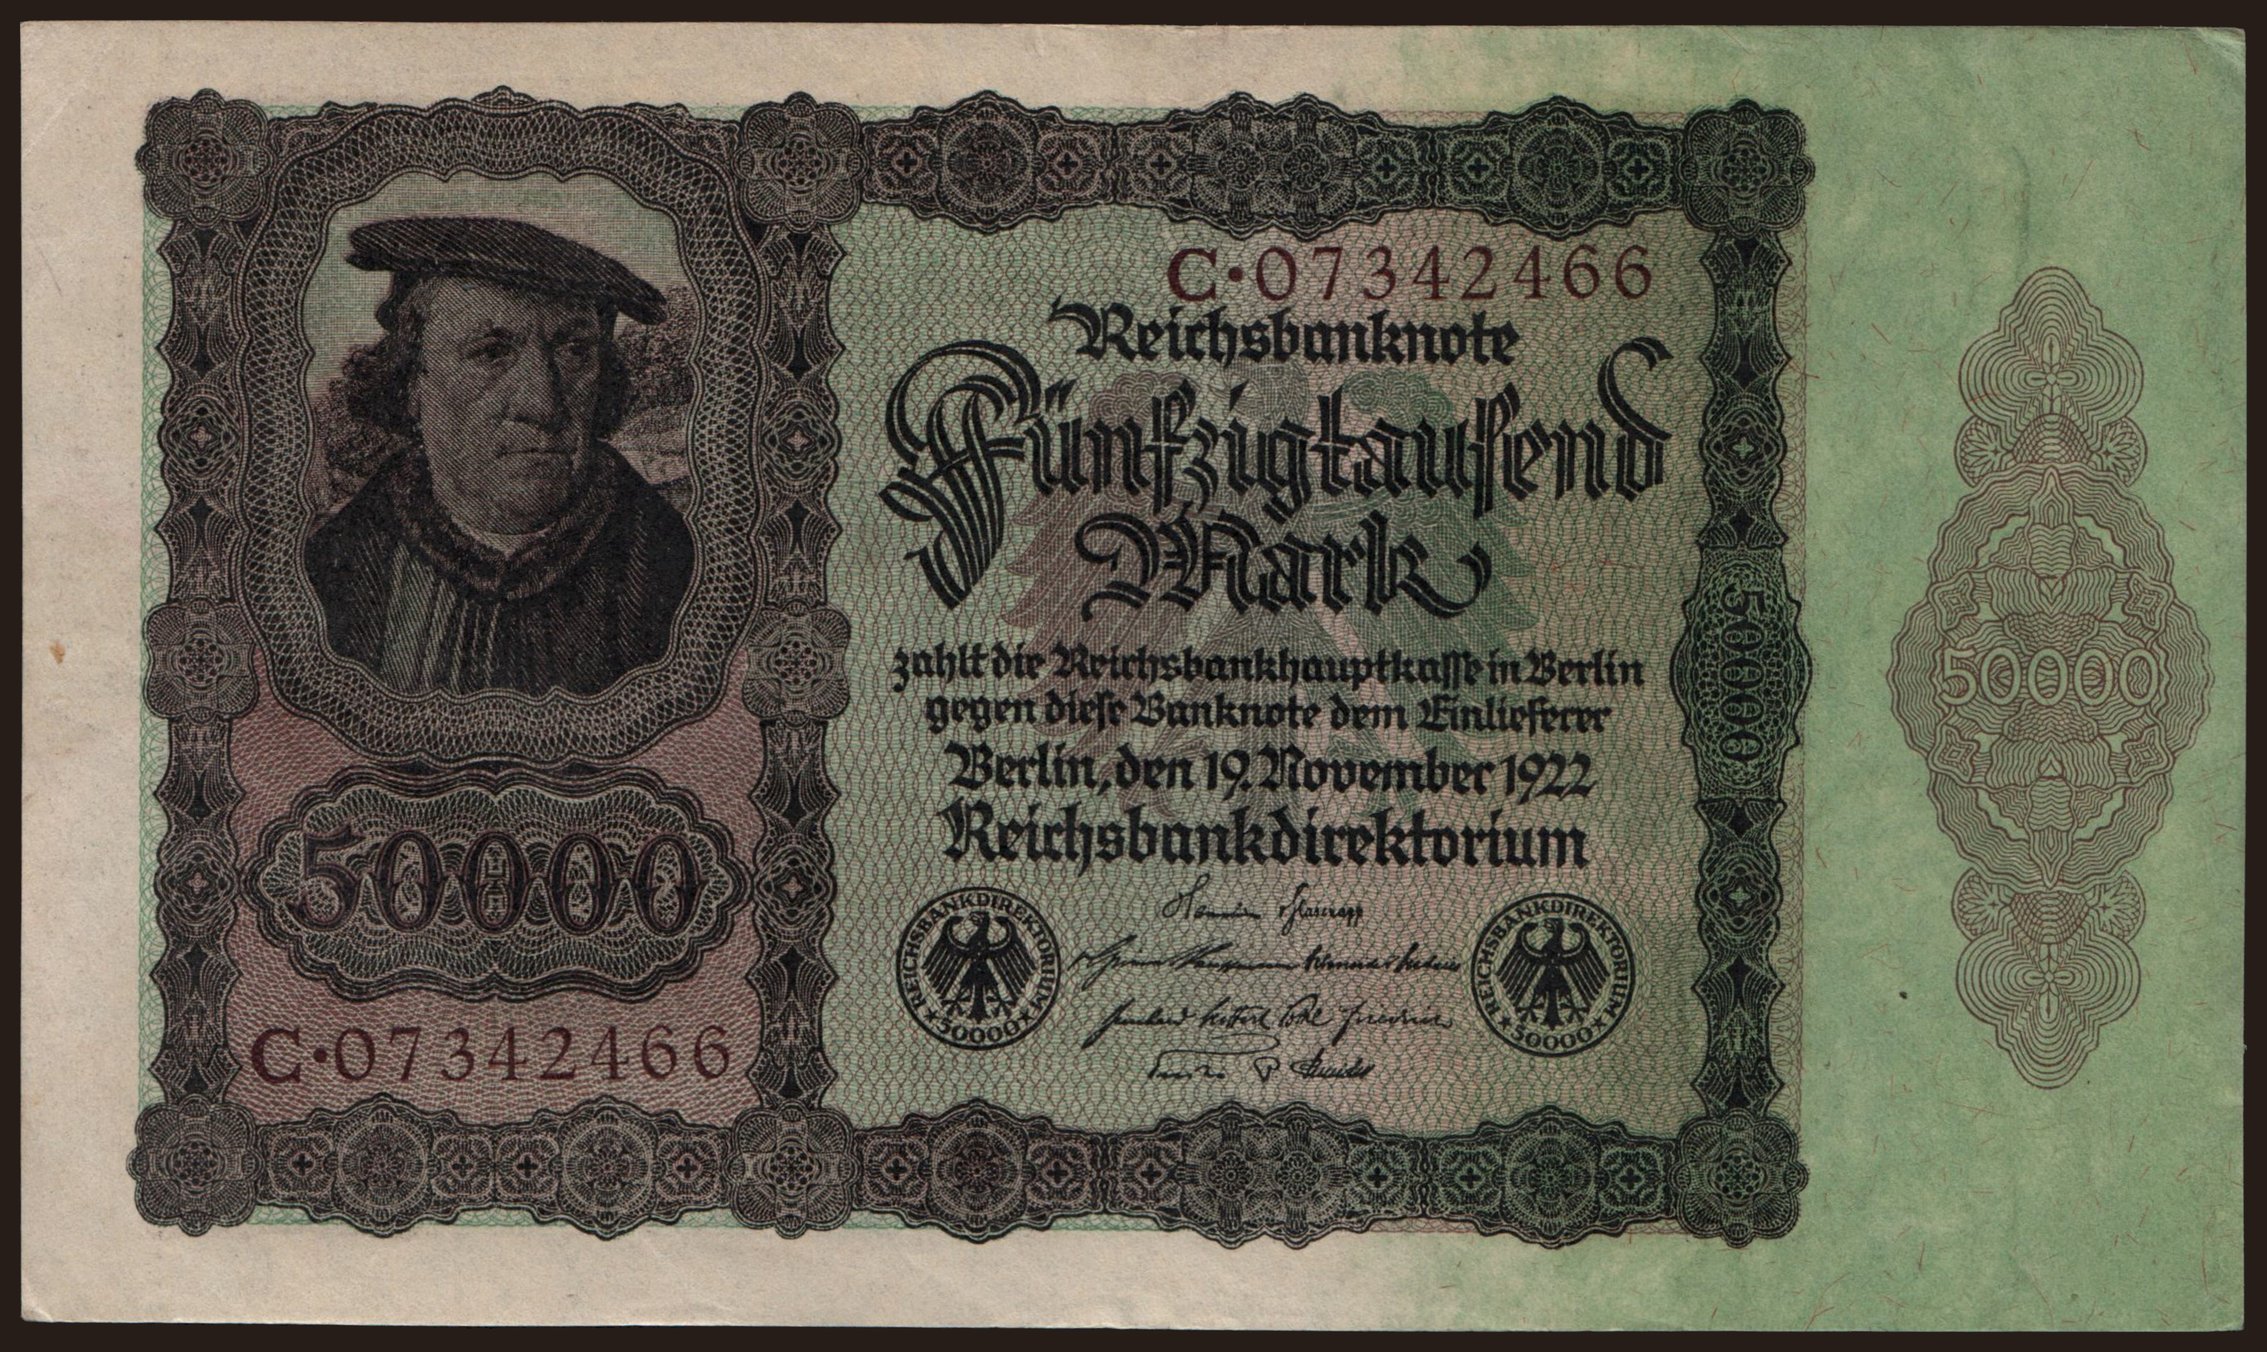 C·07342466
Reichsbanknote
Fünfzigtauſend
Mark
zahlt die Reichsbankhauptkaſſe in Berlin
gegen dieſe Banknote dem Einlieferer
Berlin, den 19. November 1922
Reichsbankdirektorium
50000
50000
50000
REICHSBANKDIREKTORIUM
★50000★
REICHSBANKDIREKTORIUM
★50000★
C·07342466